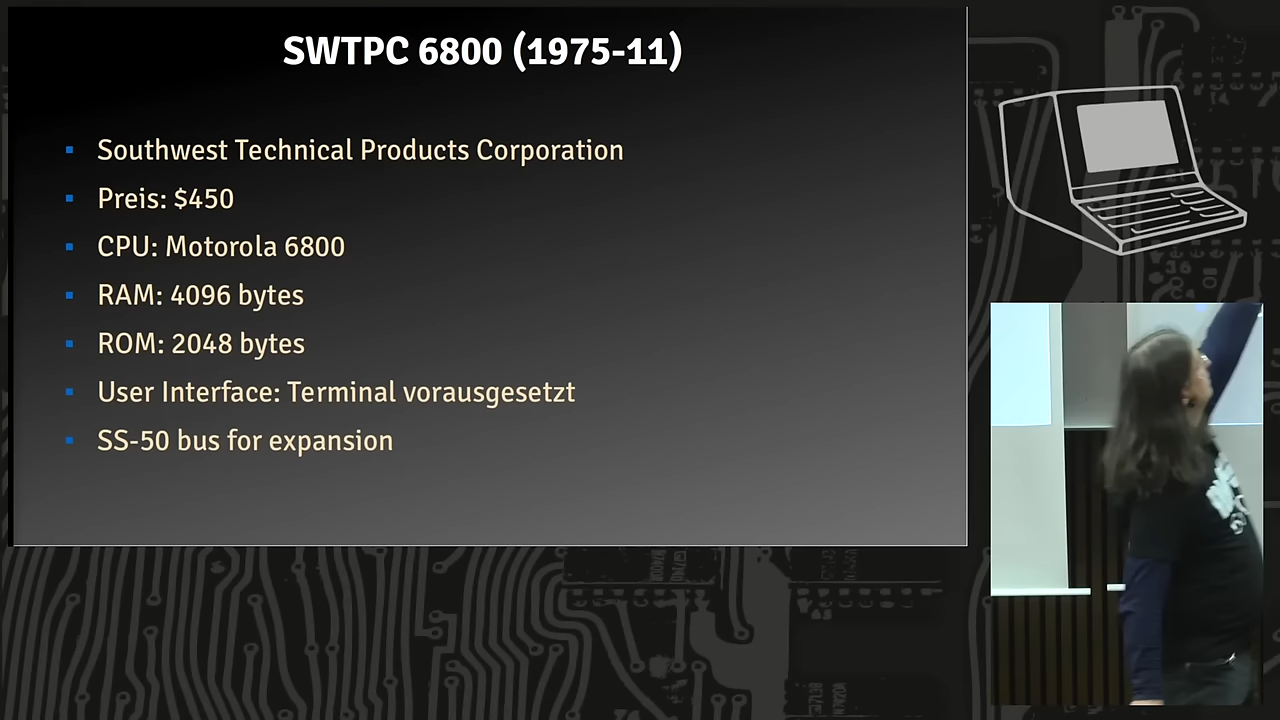 SWTPC 6800 (1975-11)
Southwest Technical Products Corporation
Preis: $450
CPU: Motorola 6800
RAM: 4096 bytes
ROM: 2048 bytes
User Interface: Terminal vorausgesetzt
SS-50 bus for expansion